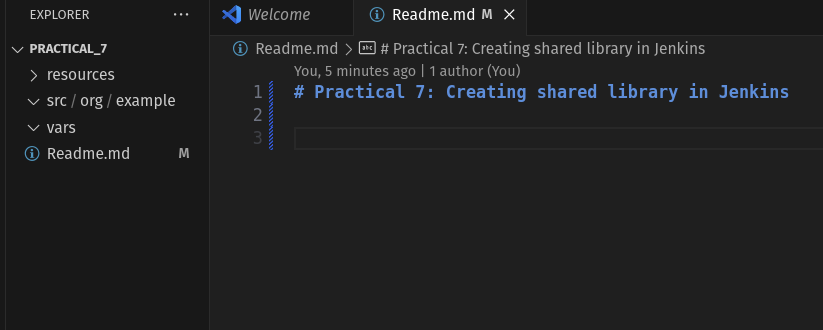 EXPLORER ...
PRACTICAL_7
resources
src / org / example
vars
Readme.md M
Welcome
Readme.md M
Readme.md > # Practical 7: Creating shared library in Jenkins
You, 5 minutes ago | 1 author (You)
1 # Practical 7: Creating shared library in Jenkins
2
3